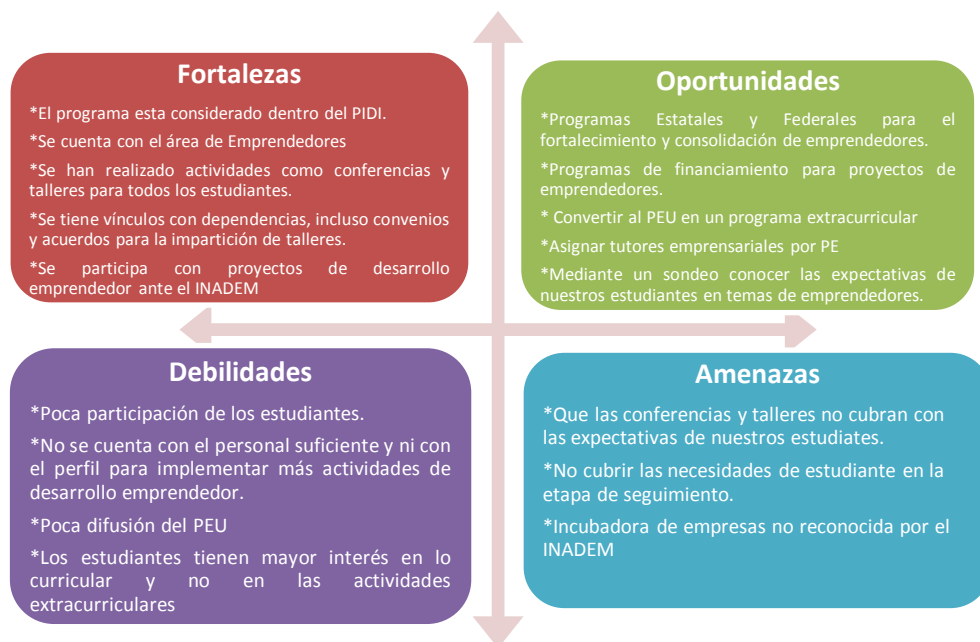 Fortalezas
*El programa esta considerado dentro del PIDI.
*Se cuenta con el área de Emprendedores
*Se han realizado actividades como conferencias y
talleres para todos los estudiantes.
*Se tiene vínculos con dependencias, incluso convenios
y acuerdos para la impartición de talleres.
*Se participa con proyectos de desarrollo
emprendedor ante el INADEM
Oportunidades
*Programas Estatales y Federales para el
fortalecimiento y consolidación de emprendedores.
*Programas de financiamiento para proyectos de
emprendedores.
* Convertir al PEU en un programa extracurricular
*Asignar tutores emprensariales por PE
*Mediante un sondeo conocer las expectativas de
nuestros estudiantes en temas de emprendedores.
Debilidades
*Poca participación de los estudiantes.
*No se cuenta con el personal suficiente y ni con
el perfil para implementar más actividades de
desarrollo emprendedor.
*Poca difusión del PEU
*Los estudiantes tienen mayor interés en lo
curricular y no en las actividades
extracurriculares
Amenazas
*Que las conferencias y talleres no cubran con
las expectativas de nuestros estudiates.
*No cubrir las necesidades de estudiante en la
etapa de seguimiento.
*Incubadora de empresas no reconocida por el
INADEM